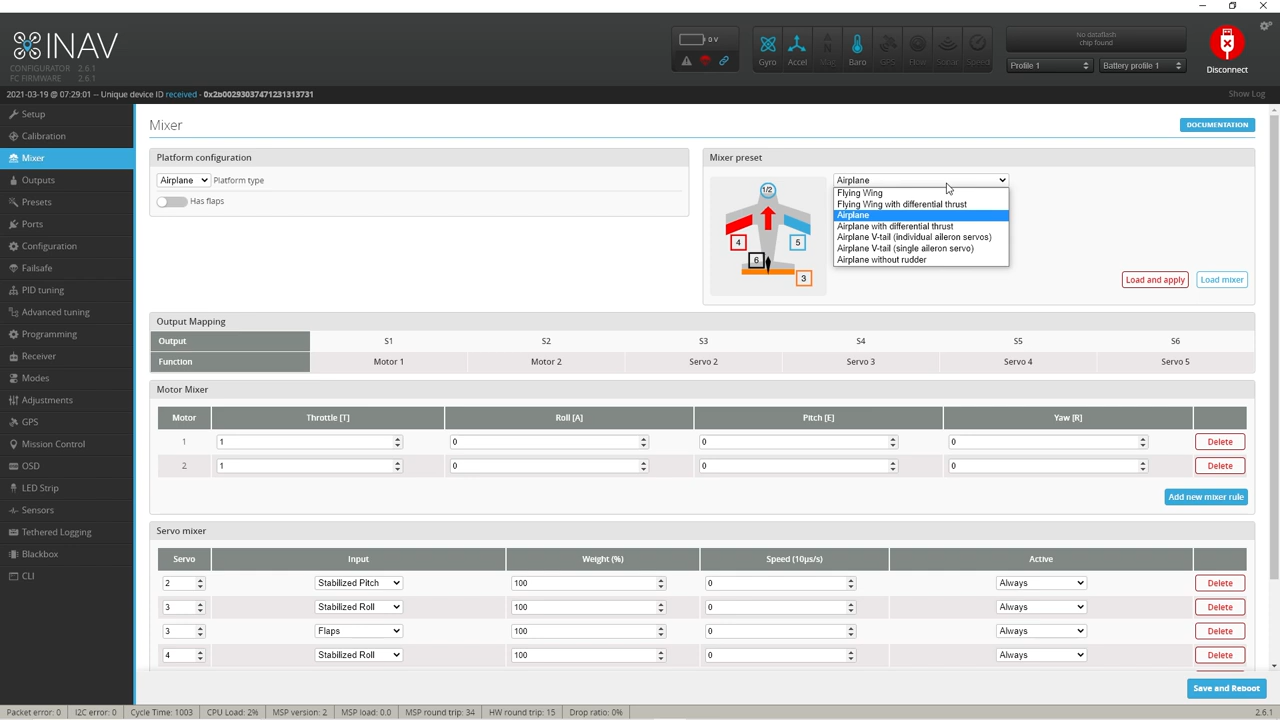 INAV
CONFIGURATOR 2.6.1
FC FIRMWARE 2.6.1
0 V
Gyro
Accel
Mag
Baro
GPS
Flow
Sonar
Speed
No dataflash
chip found
Profile 1
Battery profile 1
Disconnect
2021-03-19 @ 07:29:01 -- Unique device ID received - 0x2b00293037471231313731
Show Log
Setup
Calibration
Mixer
Outputs
Presets
Ports
Configuration
Failsafe
PID tuning
Advanced tuning
Programming
Receiver
Modes
Adjustments
GPS
Mission Control
OSD
LED Strip
Sensors
Tethered Logging
Blackbox
CLI
Mixer
DOCUMENTATION
Platform configuration
Airplane
Platform type
Has flaps
Mixer preset
1/2
4
5
6
3
Airplane
Flying Wing
Flying Wing with differential thrust
Airplane
Airplane with differential thrust
Airplane V-tail (individual aileron servos)
Airplane V-tail (single aileron servo)
Airplane without rudder
Load and apply
Load mixer
Output Mapping
Output S1 S2 S3 S4 S5 S6
Function Motor 1 Motor 2 Servo 2 Servo 3 Servo 4 Servo 5
Motor Mixer
Motor Throttle [T] Roll [A] Pitch [E] Yaw [R]
1 1 0 0 0 Delete
2 1 0 0 0 Delete
Add new mixer rule
Servo mixer
Servo Input Weight (%) Speed (10µs/s) Active
2 Stabilized Pitch 100 0 Always Delete
3 Stabilized Roll 100 0 Always Delete
3 Flaps 100 0 Always Delete
4 Stabilized Roll 100 0 Always Delete
Save and Reboot
Packet error: 0 I2C error: 0 Cycle Time: 1003 CPU Load: 2% MSP version: 2 MSP load: 0.0 MSP round trip: 34 HW round trip: 15 Drop ratio: 0% 2.6.1